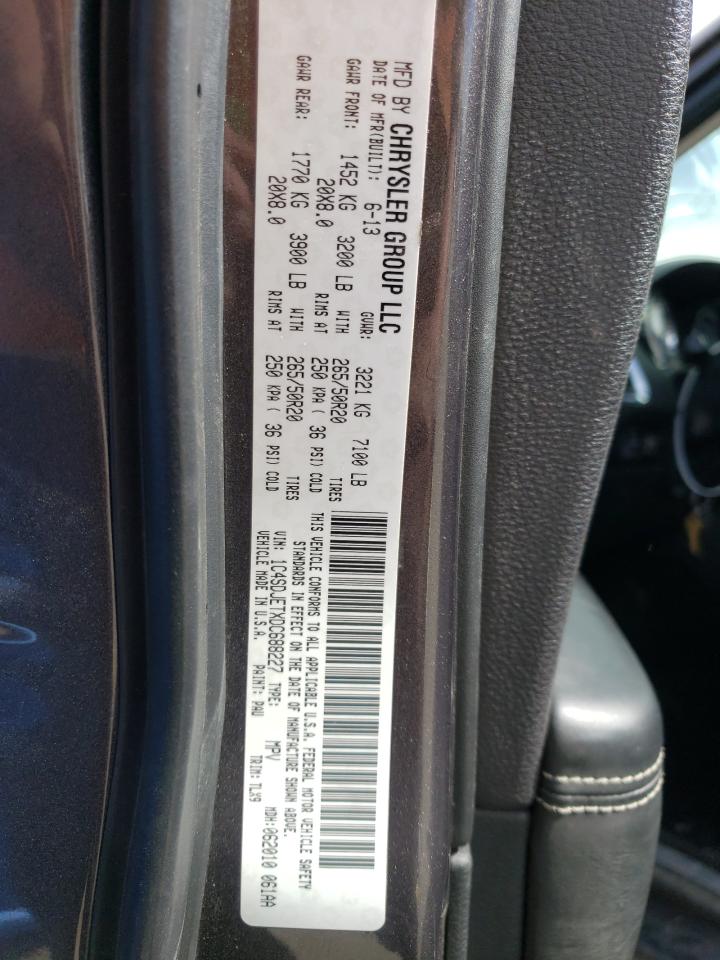 MFD BY CHRYSLER GROUP LLC
DATE OF MFR(BUILT): 6-13 GVWR: 3221 KG 7100 LB
GAWR FRONT: 1452 KG 3200 LB WITH 265/50R20 TIRES
20X8.0 RIMS AT 250 KPA ( 36 PSI) COLD
GAWR REAR: 1770 KG 3900 LB WITH 265/50R20 TIRES
20X8.0 RIMS AT 250 KPA ( 36 PSI) COLD
THIS VEHICLE CONFORMS TO ALL APPLICABLE U.S.A. FEDERAL MOTOR VEHICLE SAFETY
STANDARDS IN EFFECT ON THE DATE OF MANUFACTURE SHOWN ABOVE.
VIN: 1C4SDJETXDC688227 TYPE: MPV MDH:062010 061AA
VEHICLE MADE IN U.S.A. PAINT: PAU TRIM: TLX9